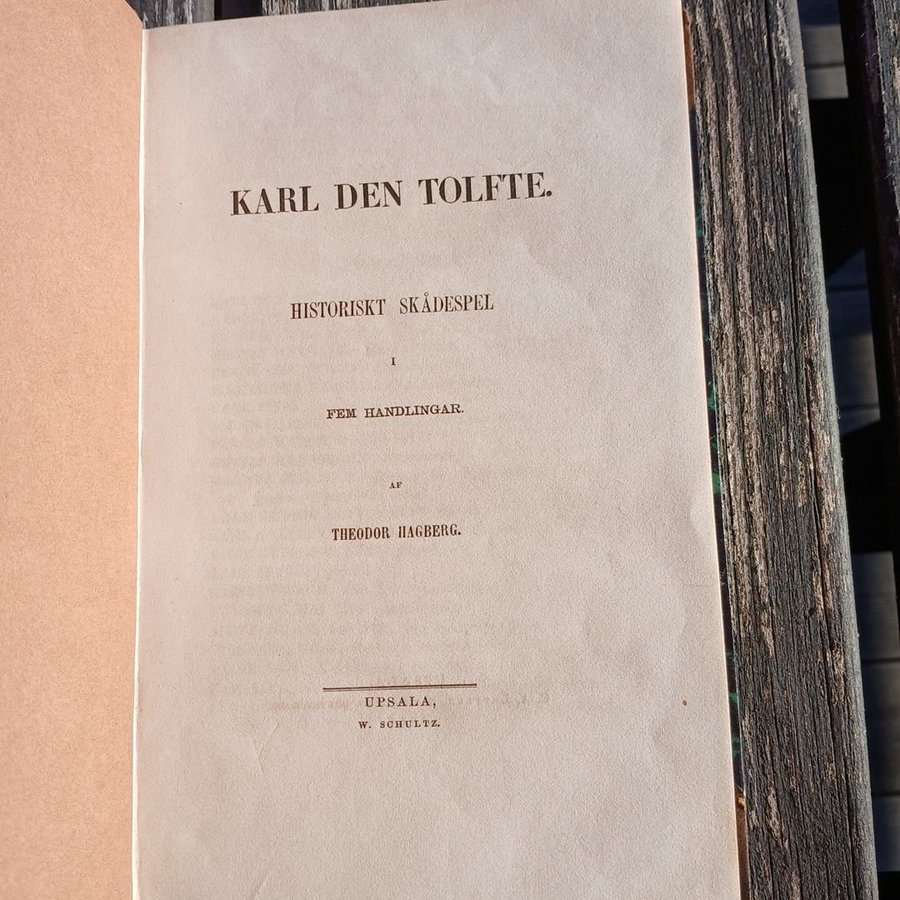 KARL DEN TOLFTE.
HISTORISKT SKÅDESPEL
I
FEM HANDLINGAR.
AF
THEODOR HAGBERG.
UPSALA,
W. SCHULTZ.